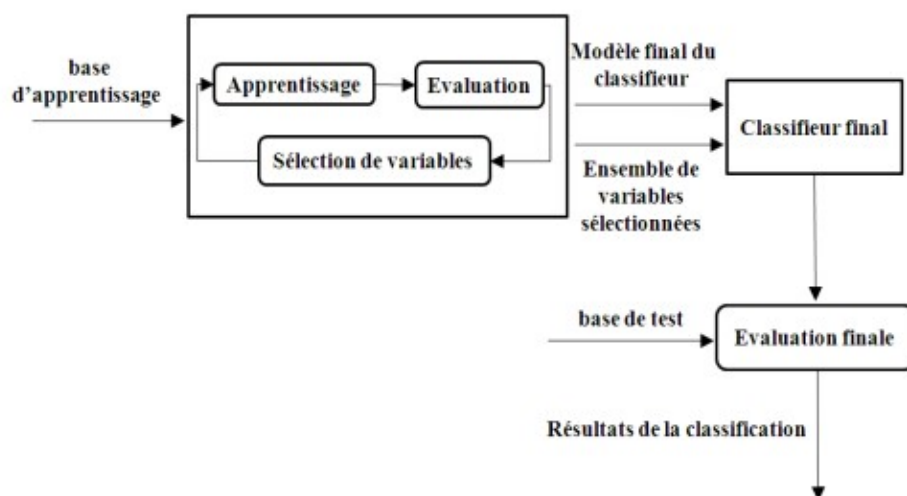 base
d'apprentissage
Apprentissage
Evaluation
Sélection de variables
Modèle final du
classifieur
Ensemble de
variables
sélectionnées
Classifieur final
base de test
Evaluation finale
Résultats de la classification